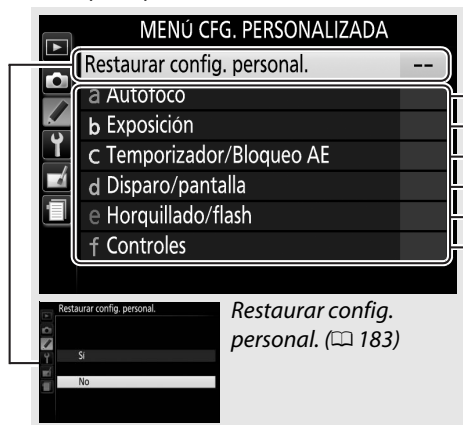 MENÚ CFG. PERSONALIZADA
Restaurar config. personal. --
a Autofoco
b Exposición
c Temporizador/Bloqueo AE
d Disparo/pantalla
e Horquillado/flash
f Controles
Restaurar config. personal.
Sí
No
Restaurar config.
personal. (📖 183)